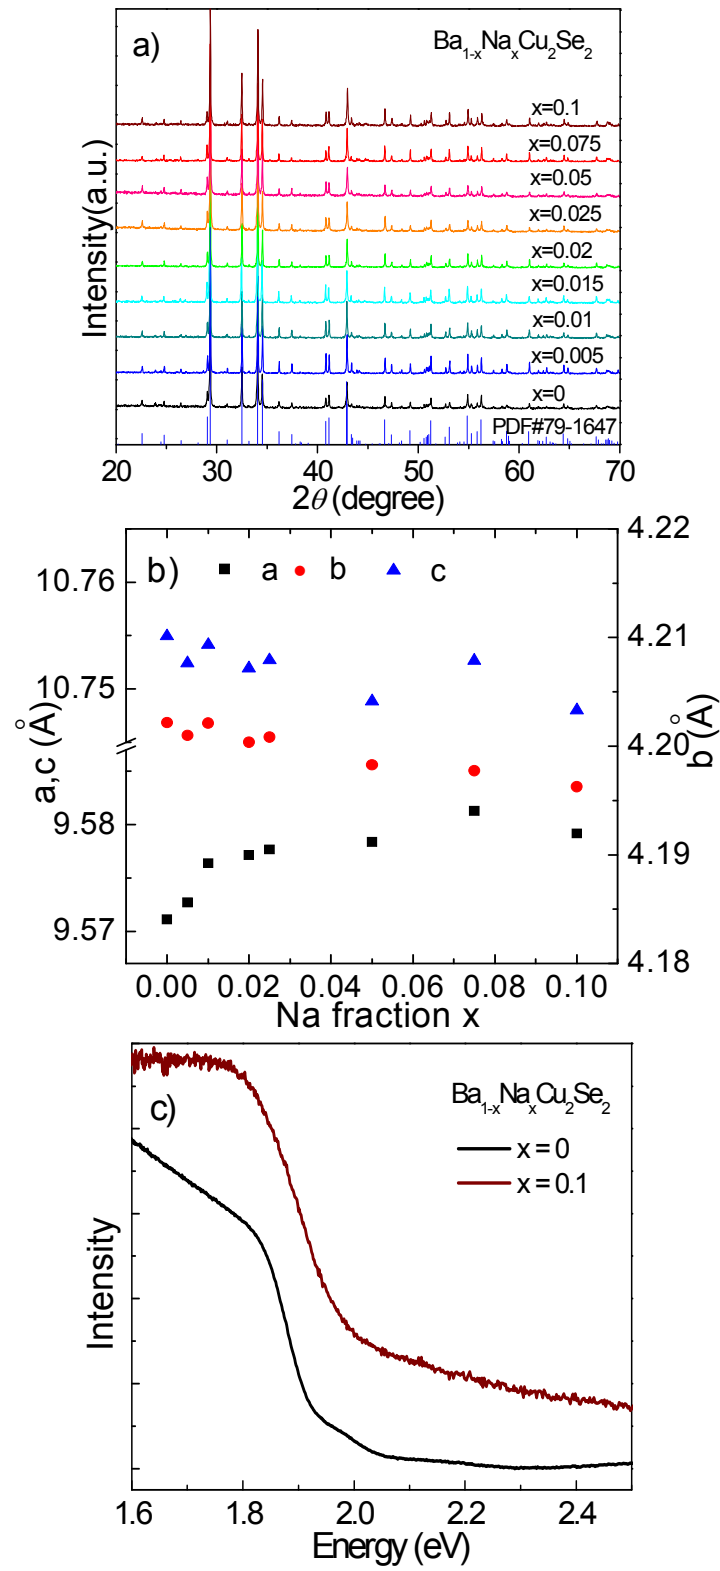 a)
Ba₁₋ₓNaₓCu₂Se₂
x=0.1
x=0.075
x=0.05
x=0.025
x=0.02
x=0.015
x=0.01
x=0.005
x=0
PDF#79-1647
Intensity(a.u.)
20 30 40 50 60 70
2θ (degree)
b) a b c
10.76
10.75
9.58
9.57
a,c (Å)
4.22
4.21
4.20
4.19
4.18
b (Å)
0.00 0.02 0.04 0.06 0.08 0.10
Na fraction x
c)
Ba₁₋ₓNaₓCu₂Se₂
x = 0
x = 0.1
Intensity
1.6 1.8 2.0 2.2 2.4
Energy (eV)